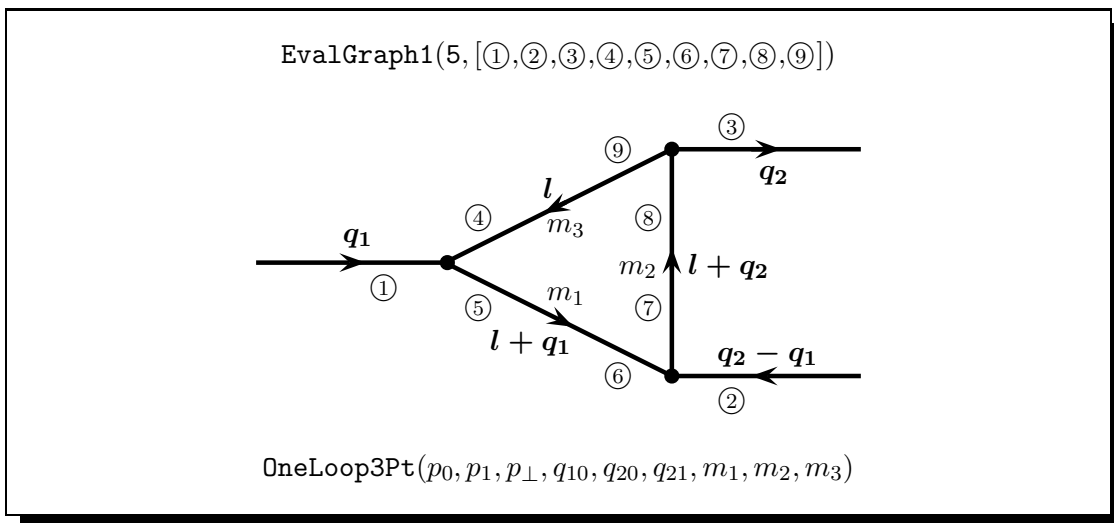 EvalGraph1(5,[①,②,③,④,⑤,⑥,⑦,⑧,⑨])
③
⑨
q₂
l
④
m₃
⑧
q₁
m₂
l + q₂
①
m₁
⑤
⑦
l + q₁
q₂ − q₁
⑥
②
OneLoop3Pt(p₀, p₁, p⊥, q₁₀, q₂₀, q₂₁, m₁, m₂, m₃)